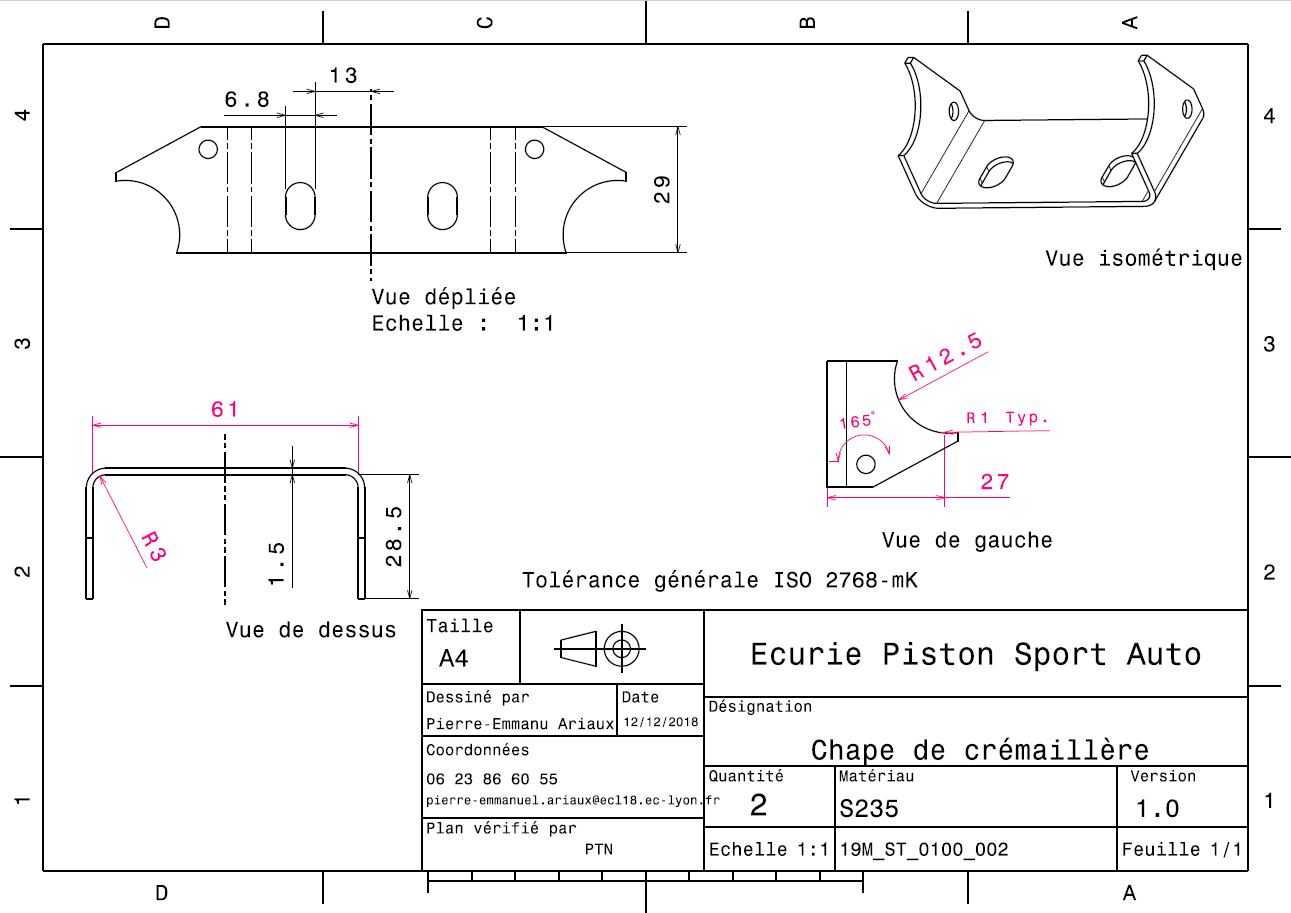 D C B A
13
6.8
4
4
29
Vue isométrique
Vue dépliée
Echelle : 1:1
3
3
R12.5
61
165°
R1 Typ.
27
R3
1.5
28.5
Vue de gauche
2
2
Tolérance générale ISO 2768-mK
Vue de dessus
Taille
A4
Ecurie Piston Sport Auto
Dessiné par
Date
Pierre-Emmanu Ariaux
12/12/2018
Désignation
Chape de crémaillère
Coordonnées
06 23 86 60 55
pierre-emmanuel.ariaux@ecl18.ec-lyon.fr
Quantité
Matériau
Version
2
S235
1.0
1
1
Plan vérifié par
PTN
Echelle 1:1
19M_ST_0100_002
Feuille 1/1
D
A